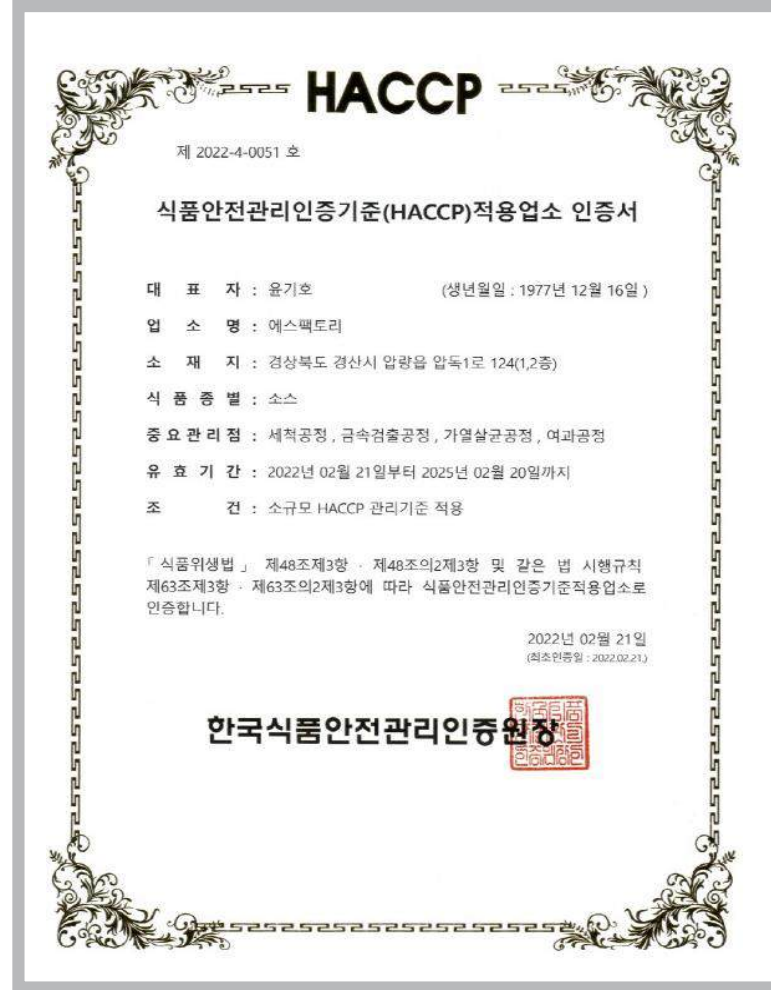 HACCP
제 2022-4-0051 호
식품안전관리인증기준(HACCP)적용업소 인증서
대 표 자 : 윤기호 (생년월일 : 1977년 12월 16일 )
업 소 명 : 에스팩토리
소 재 지 : 경상북도 경산시 압량읍 압독1로 124(1,2층)
식 품 종 별 : 소스
중요관리점 : 세척공정 , 금속검출공정 , 가열살균공정 , 여과공정
유 효 기 간 : 2022년 02월 21일부터 2025년 02월 20일까지
조 건 : 소규모 HACCP 관리기준 적용
「 식품위생법 」 제48조제3항 · 제48조의2제3항 및 같은 법 시행규칙
제63조제3항 · 제63조의2제3항에 따라 식품안전관리인증기준적용업소로
인증합니다.
2022년 02월 21일
(최초인증일 : 2022.02.21.)
한국식품안전관리인증원장